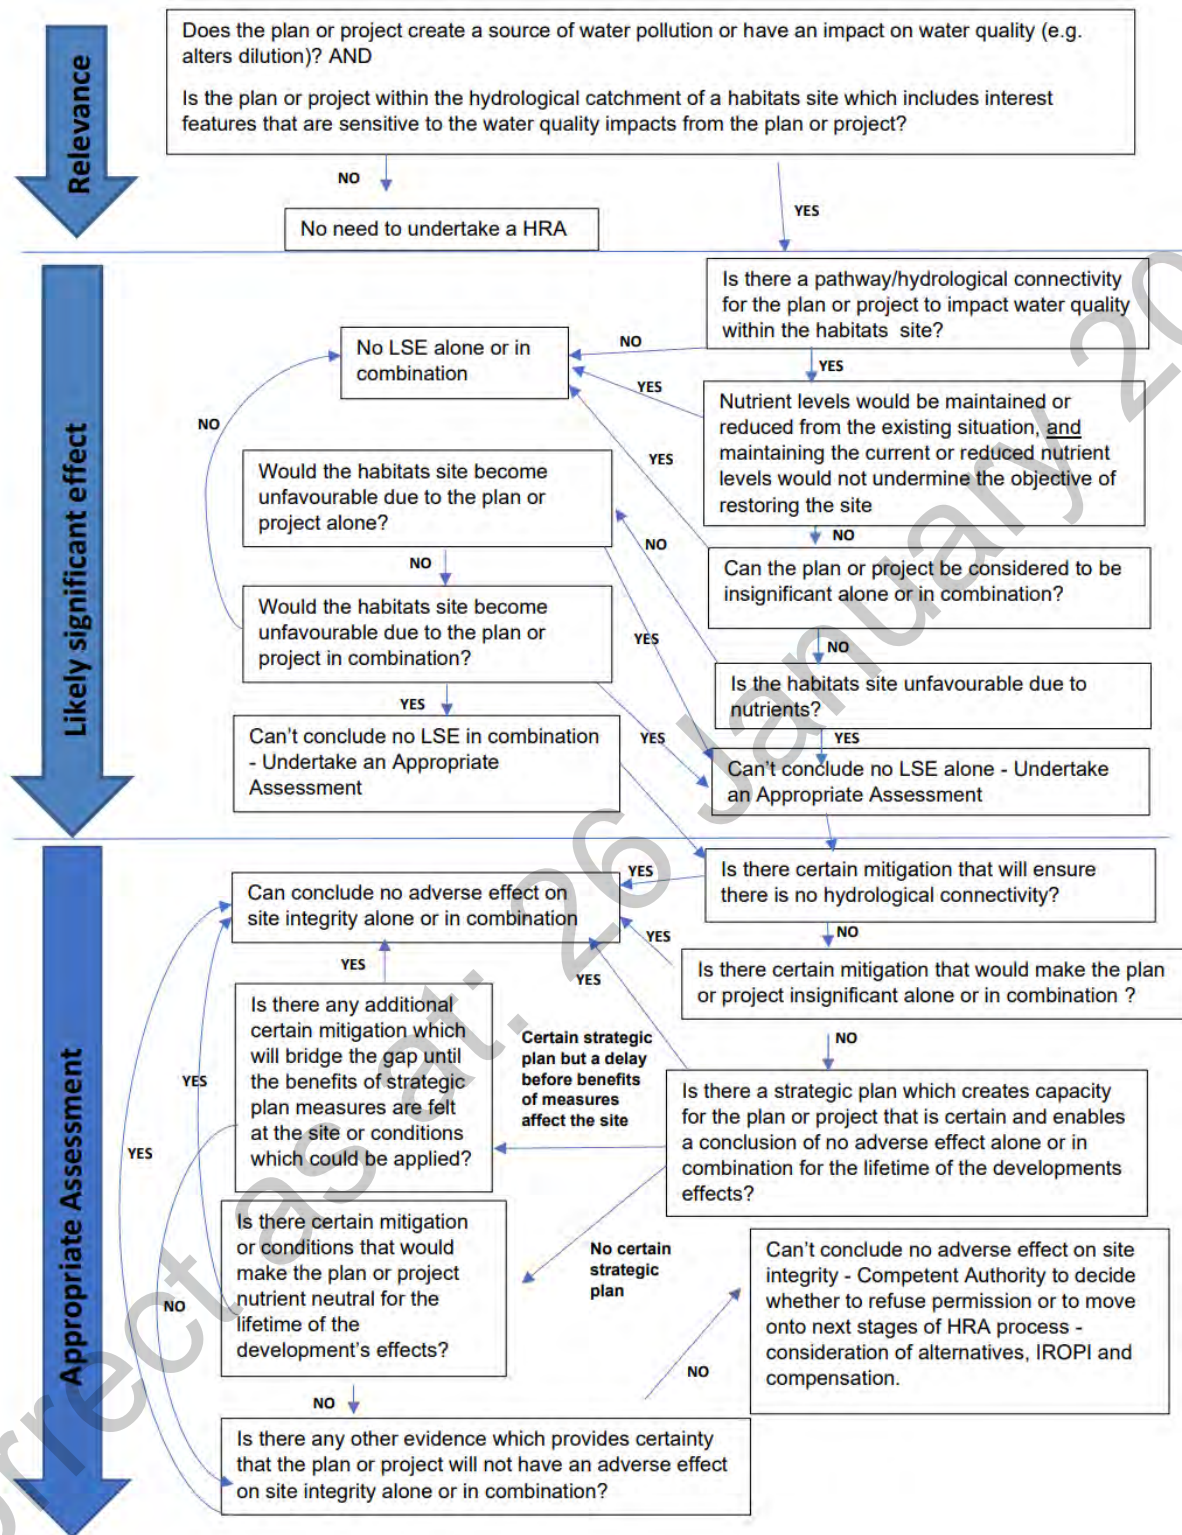 Relevance
Does the plan or project create a source of water pollution or have an impact on water quality (e.g.
alters dilution)? AND
Is the plan or project within the hydrological catchment of a habitats site which includes interest
features that are sensitive to the water quality impacts from the plan or project?
NO
YES
No need to undertake a HRA
Likely significant effect
Is there a pathway/hydrological connectivity
for the plan or project to impact water quality
within the habitats site?
NO
YES
No LSE alone or in
combination
YES
Nutrient levels would be maintained or
reduced from the existing situation, and
maintaining the current or reduced nutrient
levels would not undermine the objective of
restoring the site
NO
YES
NO
Can the plan or project be considered to be
insignificant alone or in combination?
NO
Would the habitats site become
unfavourable due to the plan or
project alone?
NO
NO
YES
Would the habitats site become
unfavourable due to the plan or
project in combination?
Is the habitats site unfavourable due to
nutrients?
YES
YES
YES
Can't conclude no LSE in combination
- Undertake an Appropriate
Assessment
Can't conclude no LSE alone - Undertake
an Appropriate Assessment
Appropriate Assessment
Is there certain mitigation that will ensure
there is no hydrological connectivity?
YES
NO
Can conclude no adverse effect on
site integrity alone or in combination
YES
Is there certain mitigation that would make the plan
or project insignificant alone or in combination ?
NO
YES
YES
Is there any additional
certain mitigation which
will bridge the gap until
the benefits of strategic
plan measures are felt
at the site or conditions
which could be applied?
Certain strategic
plan but a delay
before benefits
of measures
affect the site
Is there a strategic plan which creates capacity
for the plan or project that is certain and enables
a conclusion of no adverse effect alone or in
combination for the lifetime of the developments
effects?
YES
YES
NO
Is there certain mitigation
or conditions that would
make the plan or project
nutrient neutral for the
lifetime of the
development's effects?
No certain
strategic
plan
Can't conclude no adverse effect on site
integrity - Competent Authority to decide
whether to refuse permission or to move
onto next stages of HRA process -
consideration of alternatives, IROPI and
compensation.
NO
NO
Is there any other evidence which provides certainty
that the plan or project will not have an adverse effect
on site integrity alone or in combination?
rrect as at: 26 January 20